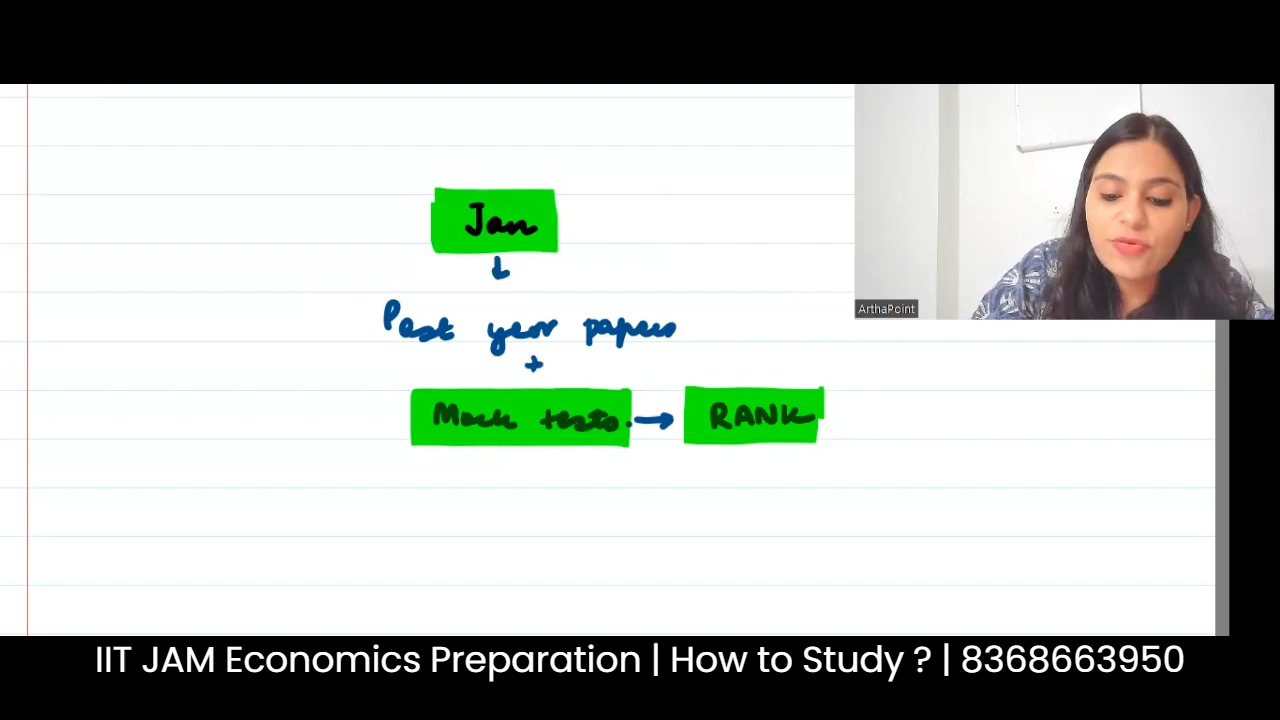 Jan
Past year papers
+
Mock tests. → RANK
ArthaPoint
IIT JAM Economics Preparation | How to Study ? | 8368663950